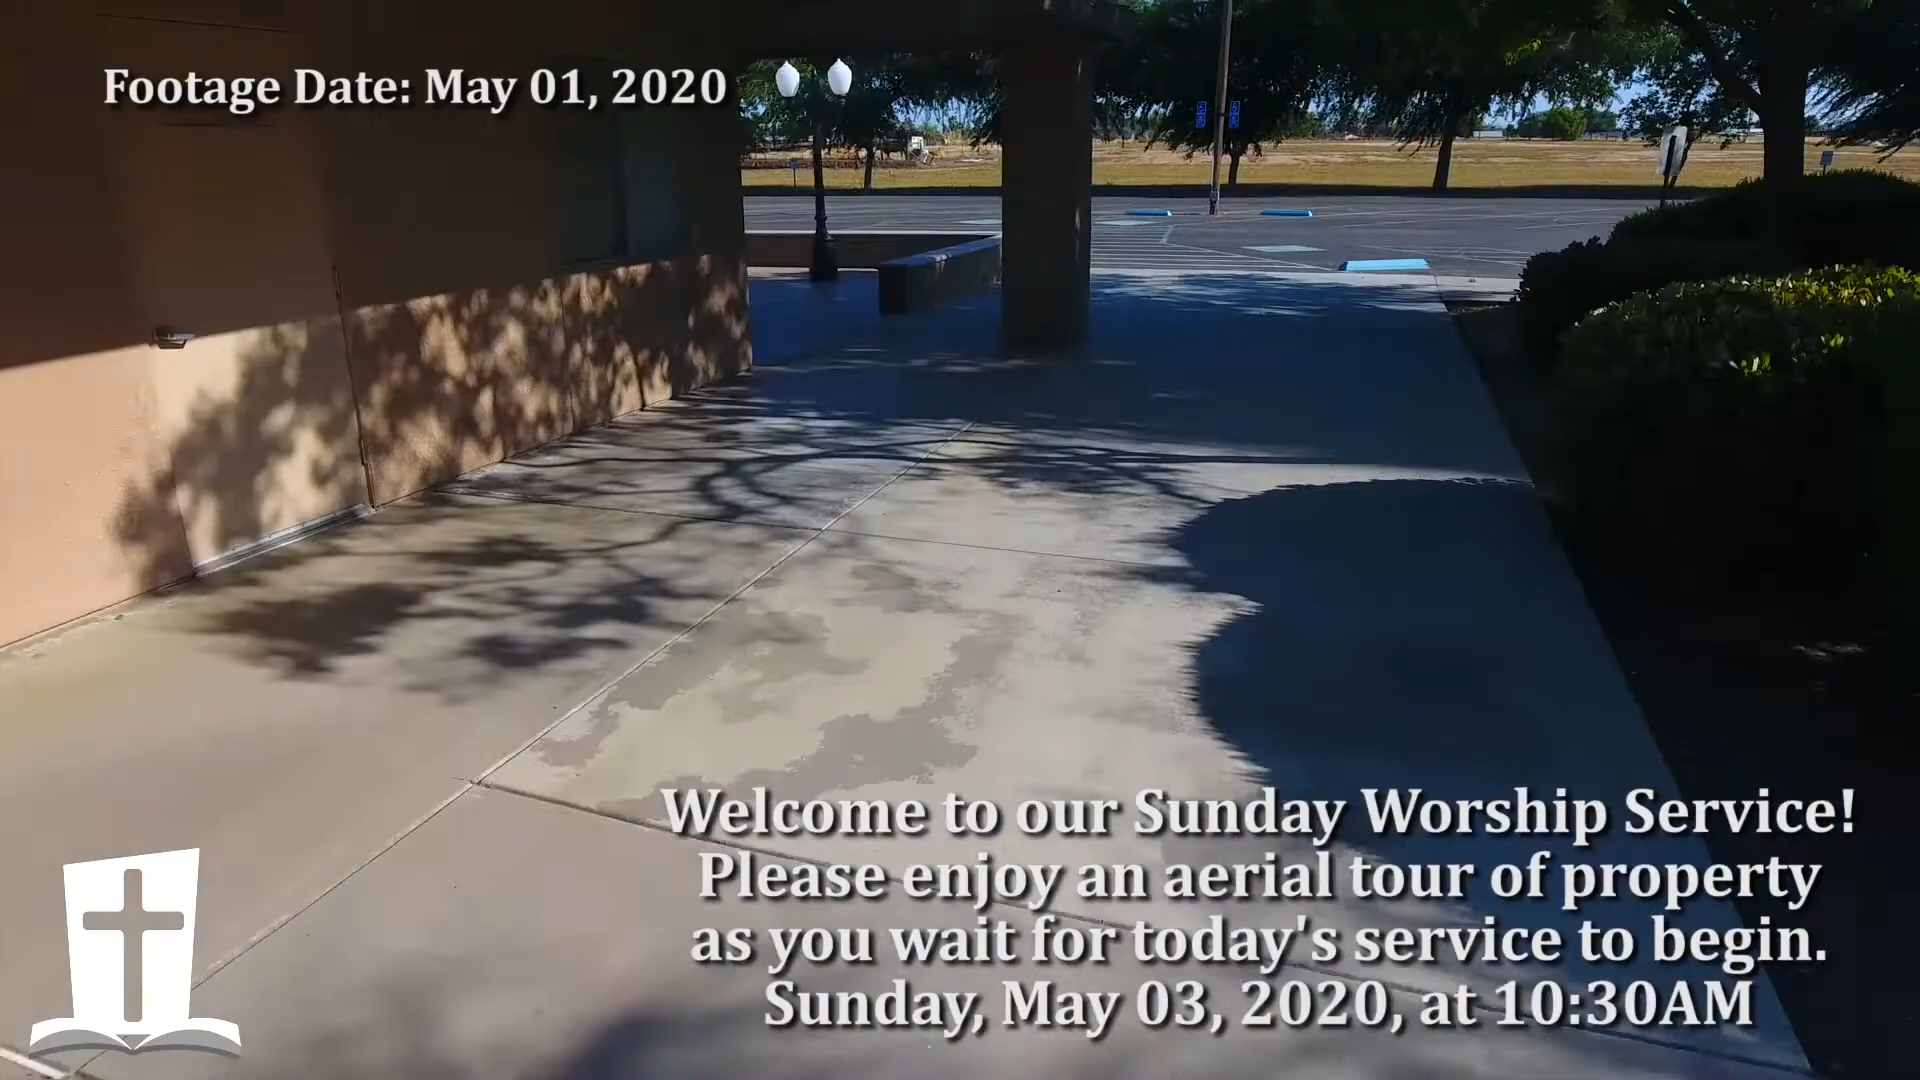 Footage Date: May 01, 2020
Welcome to our Sunday Worship Service!
Please enjoy an aerial tour of property
as you wait for today's service to begin.
Sunday, May 03, 2020, at 10:30AM